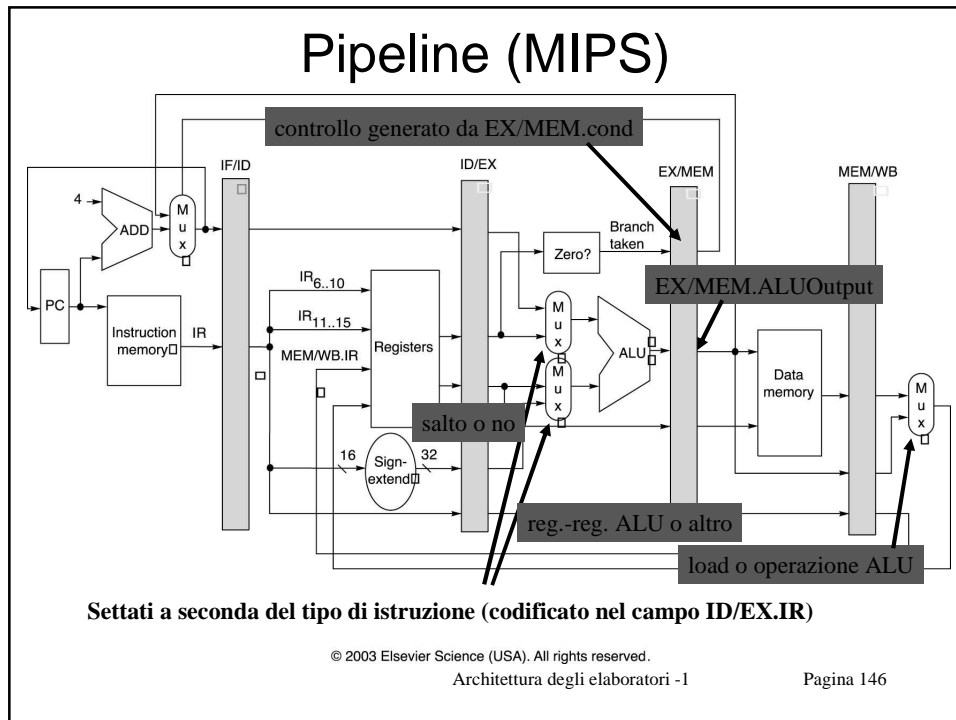 Pipeline (MIPS)
controllo generato da EX/MEM.cond
IF/ID
ID/EX
EX/MEM
MEM/WB
4
ADD
M
u
x
Branch
taken
Zero?
EX/MEM.ALUOutput
PC
Instruction
memory
IR
IR6..10
IR11..15
MEM/WB.IR
Registers
M
u
x
M
u
x
ALU
Data
memory
M
u
x
salto o no
16
Sign-
extend
32
reg.-reg. ALU o altro
load o operazione ALU
Settati a seconda del tipo di istruzione (codificato nel campo ID/EX.IR)
© 2003 Elsevier Science (USA). All rights reserved.
Architettura degli elaboratori -1 Pagina 146